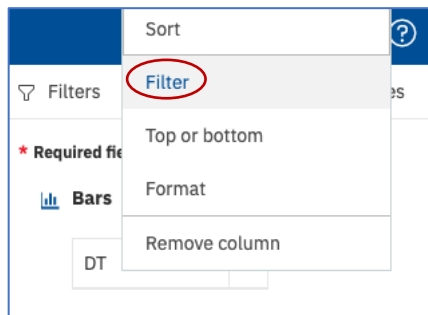 Sort
?
Filters
Filter
es
* Required fie
Top or bottom
Bars
Format
Remove column
DT